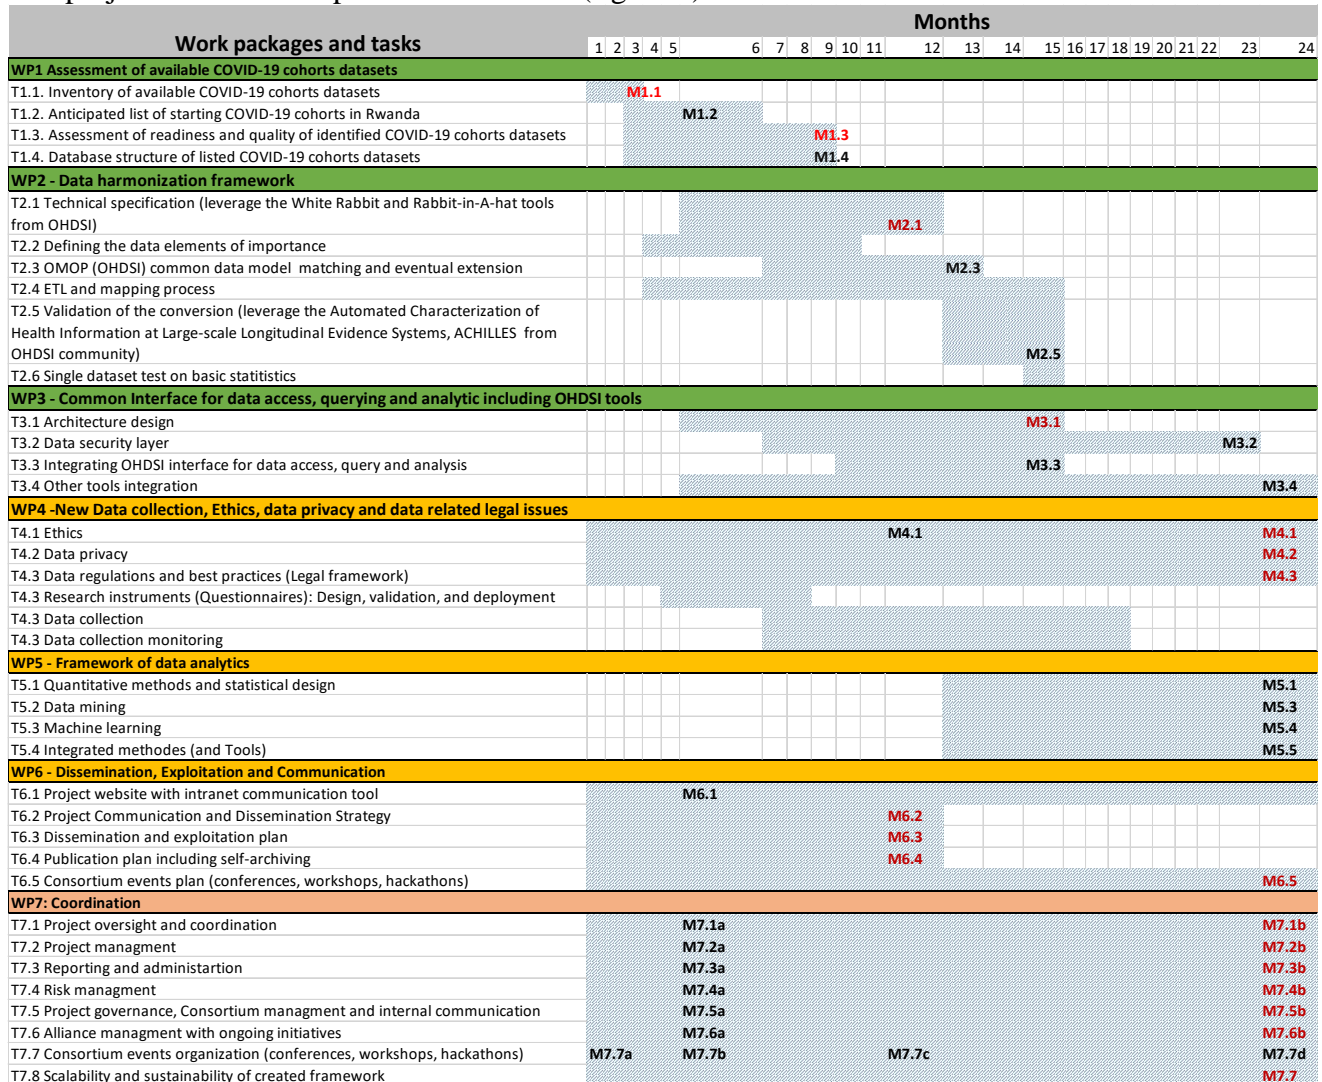 Months
Work packages and tasks 1 2 3 4 5 6 7 8 9 10 11 12 13 14 15 16 17 18 19 20 21 22 23 24
WP1 Assessment of available COVID-19 cohorts datasets
T1.1. Inventory of available COVID-19 cohorts datasets M1.1
T1.2. Anticipated list of starting COVID-19 cohorts in Rwanda M1.2
T1.3. Assessment of readiness and quality of identified COVID-19 cohorts datasets M1.3
T1.4. Database structure of listed COVID-19 cohorts datasets M1.4
WP2 - Data harmonization framework
T2.1 Technical specification (leverage the White Rabbit and Rabbit-in-A-hat tools
from OHDSI) M2.1
T2.2 Defining the data elements of importance
T2.3 OMOP (OHDSI) common data model matching and eventual extension M2.3
T2.4 ETL and mapping process
T2.5 Validation of the conversion (leverage the Automated Characterization of
Health Information at Large-scale Longitudinal Evidence Systems, ACHILLES from
OHDSI community) M2.5
T2.6 Single dataset test on basic statitistics
WP3 - Common Interface for data access, querying and analytic including OHDSI tools
T3.1 Architecture design M3.1
T3.2 Data security layer M3.2
T3.3 Integrating OHDSI interface for data access, query and analysis M3.3
T3.4 Other tools integration M3.4
WP4 -New Data collection, Ethics, data privacy and data related legal issues
T4.1 Ethics M4.1 M4.1
T4.2 Data privacy M4.2
T4.3 Data regulations and best practices (Legal framework) M4.3
T4.3 Research instruments (Questionnaires): Design, validation, and deployment
T4.3 Data collection
T4.3 Data collection monitoring
WP5 - Framework of data analytics
T5.1 Quantitative methods and statistical design M5.1
T5.2 Data mining M5.3
T5.3 Machine learning M5.4
T5.4 Integrated methodes (and Tools) M5.5
WP6 - Dissemination, Exploitation and Communication
T6.1 Project website with intranet communication tool M6.1
T6.2 Project Communication and Dissemination Strategy M6.2
T6.3 Dissemination and exploitation plan M6.3
T6.4 Publication plan including self-archiving M6.4
T6.5 Consortium events plan (conferences, workshops, hackathons) M6.5
WP7: Coordination
T7.1 Project oversight and coordination M7.1a M7.1b
T7.2 Project managment M7.2a M7.2b
T7.3 Reporting and administartion M7.3a M7.3b
T7.4 Risk managment M7.4a M7.4b
T7.5 Project governance, Consortium managment and internal communication M7.5a M7.5b
T7.6 Alliance managment with ongoing initiatives M7.6a M7.6b
T7.7 Consortium events organization (conferences, workshops, hackathons) M7.7a M7.7b M7.7c M7.7d
T7.8 Scalability and sustainability of created framework M7.7